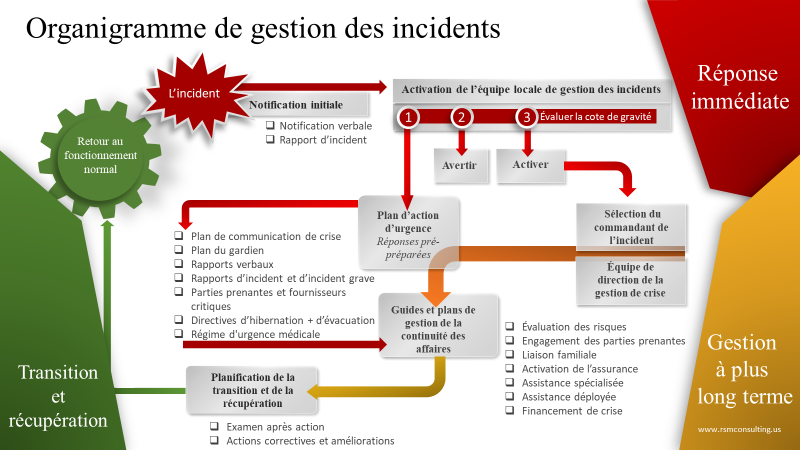 Organigramme de gestion des incidents
Réponse
immédiate
L'incident
Activation de l'équipe locale de gestion des incidents
Notification initiale
1
2
3
Évaluer la cote de gravité
❑ Notification verbale
❑ Rapport d'incident
Retour au
fonctionnement
normal
Avertir
Activer
Plan d'action
d'urgence
Réponses pré-
préparées
Sélection du
commandant de
l'incident
Équipe de
direction de la
gestion de crise
❑ Plan de communication de crise
❑ Plan du gardien
❑ Rapports verbaux
❑ Rapports d'incident et d'incident grave
❑ Parties prenantes et fournisseurs
critiques
❑ Directives d'hibernation + d'évacuation
❑ Régime d'urgence médicale
Guides et plans de
gestion de la
continuité des
affaires
❑ Évaluation des risques
❑ Engagement des parties prenantes
❑ Liaison familiale
❑ Activation de l'assurance
❑ Assistance spécialisée
❑ Assistance déployée
❑ Financement de crise
Gestion
à plus
long terme
Transition
et
récupération
Planification de la
transition et de la
récupération
❑ Examen après action
❑ Actions correctives et améliorations
www.rsmconsulting.us